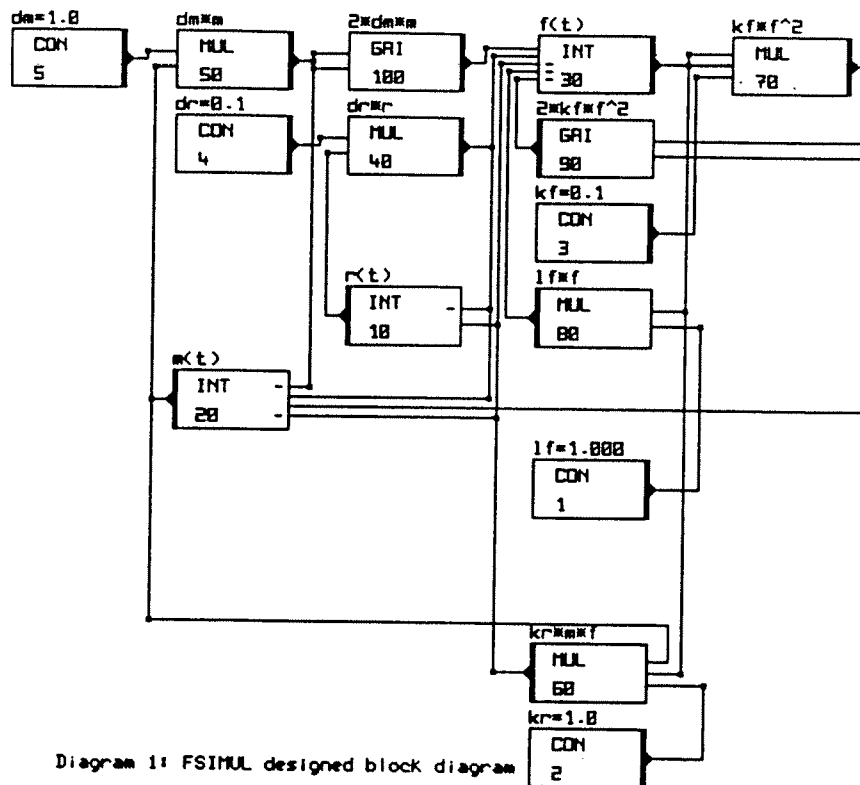 dm=1.0
CON
5
dm*m
MUL
50
2*dm*m
GAI
100
f(t)
INT
30
kf*f^2
MUL
70
dr=0.1
CON
4
dr*r
MUL
40
2*kf*f^2
GAI
90
kf=0.1
CON
3
r(t)
INT
10
lf*f
MUL
80
m(t)
INT
20
lf=1.000
CON
1
kr*m*f
MUL
60
kr=1.0
CON
2
Diagram 1: FSIMUL designed block diagram